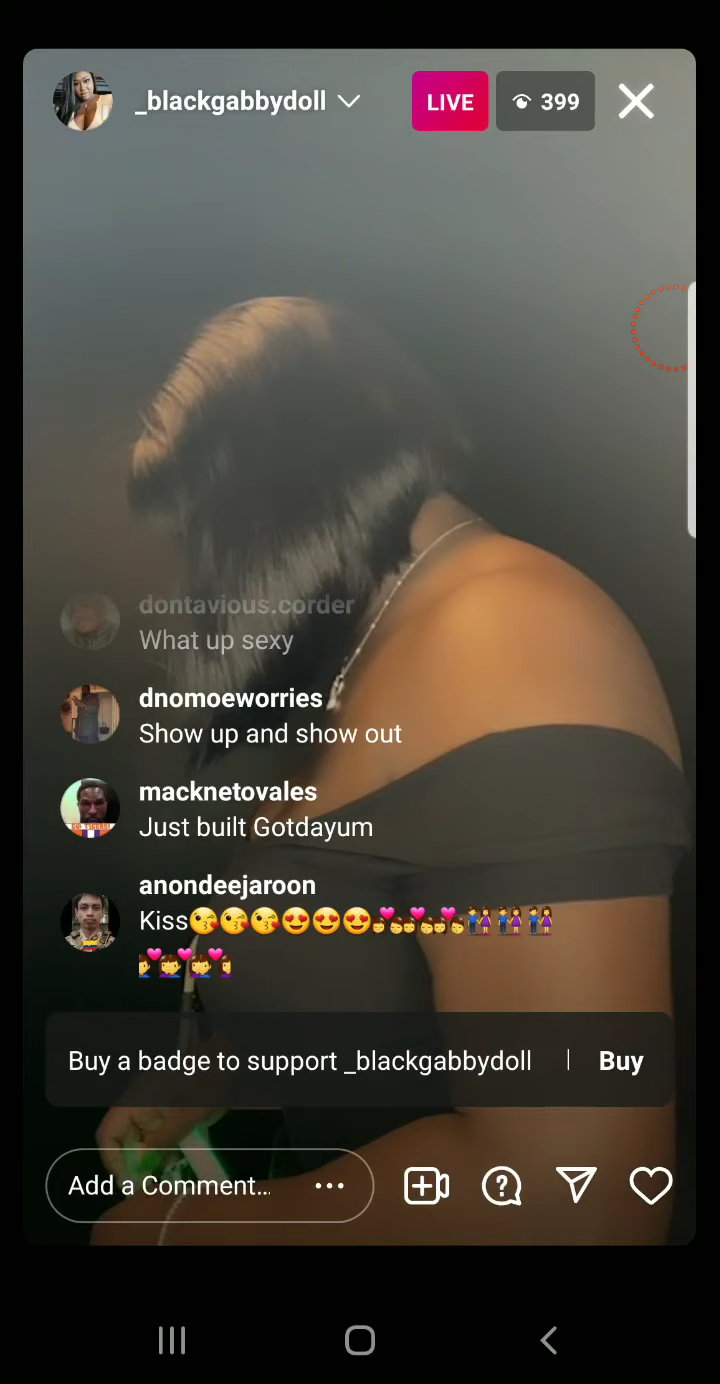 _blackgabbydoll
LIVE
399
dontavious.corder
What up sexy
dnomoeworries
Show up and show out
macknetovales
Just built Gotdayum
anondeejaroon
Kiss😘😘😘😍😍😍💏💏💏👫👫👫
💏💏
Buy a badge to support _blackgabbydoll | Buy
Add a Comment...